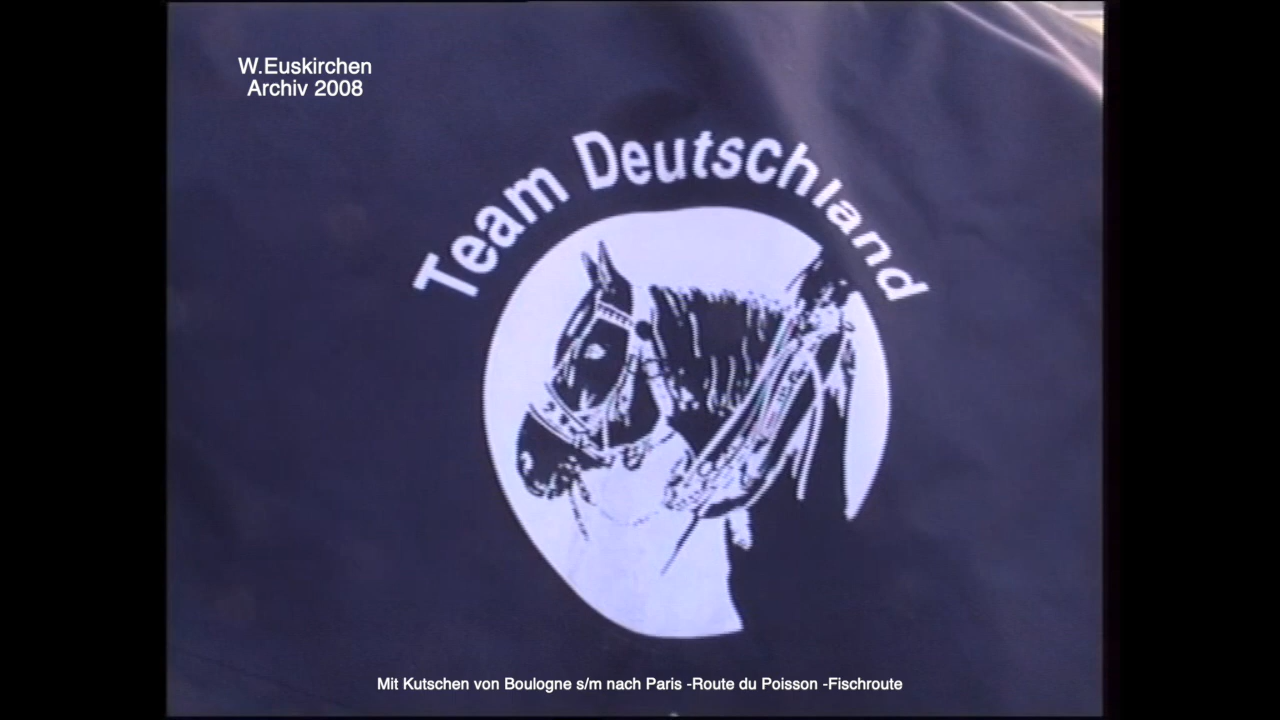 W.Euskirchen
Archiv 2008
Team Deutschland
Mit Kutschen von Boulogne s/m nach Paris -Route du Poisson -Fischroute